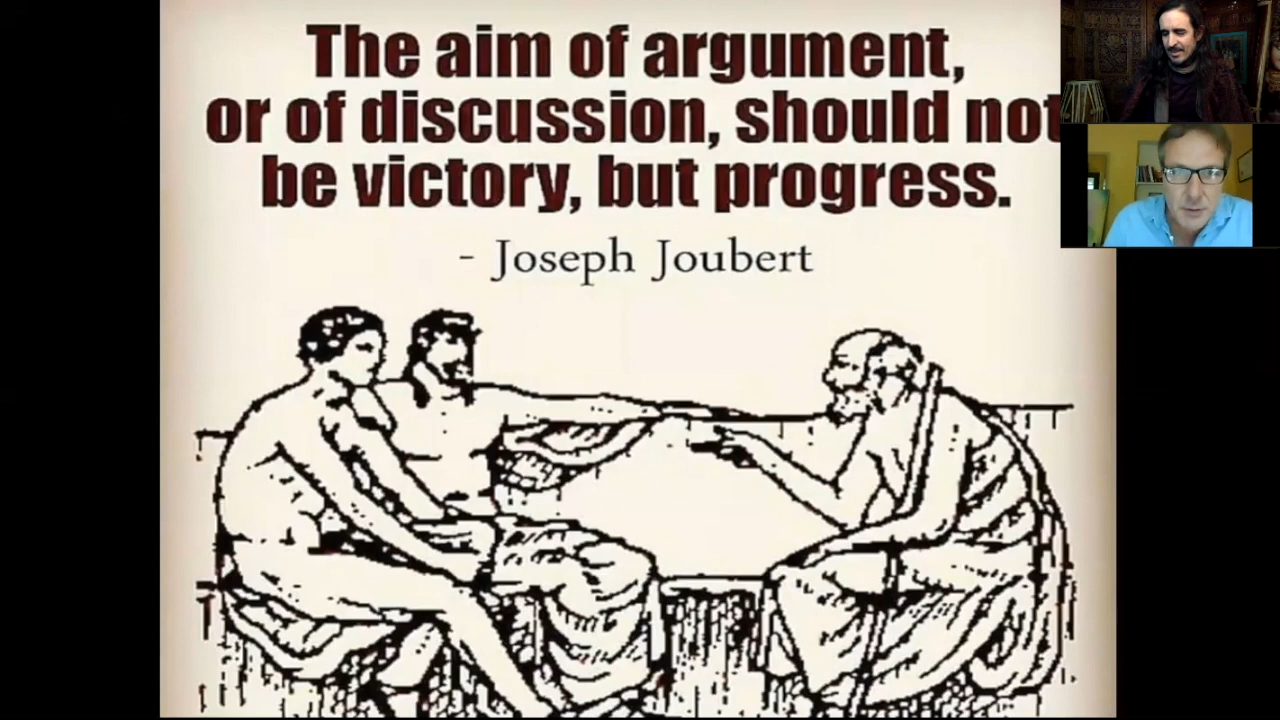 The aim of argument,
or of discussion, should not
be victory, but progress.
- Joseph Joubert